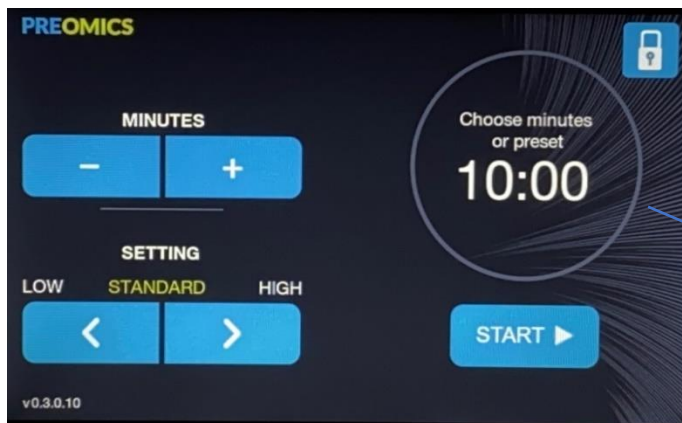 PREOMICS
MINUTES
− +
SETTING
LOW STANDARD HIGH
< >
v0.3.0.10
Choose minutes
or preset
10:00
START ▶